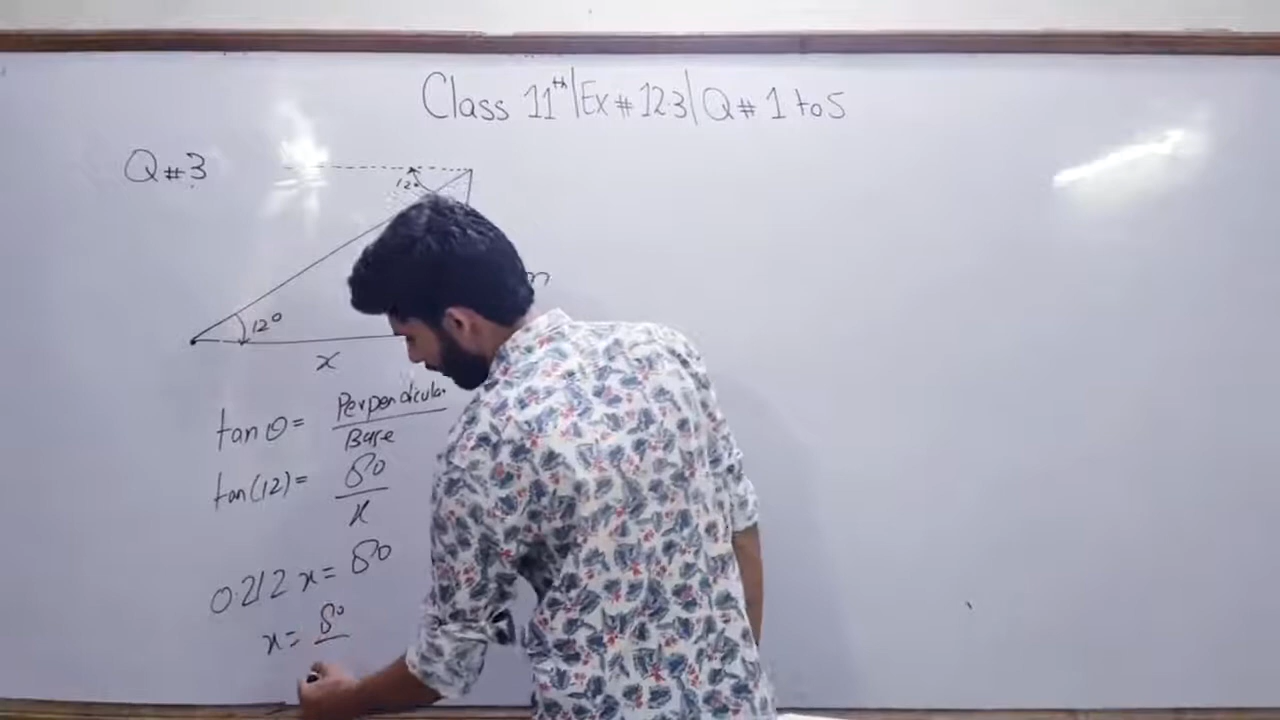 Class 11th | Ex # 12.3 | Q # 1 to 5
Q # 3
12°
m
12°
x
tan θ = Perpendicular / Base
tan(12) = 80 / x
0.212 x = 80
x = 80